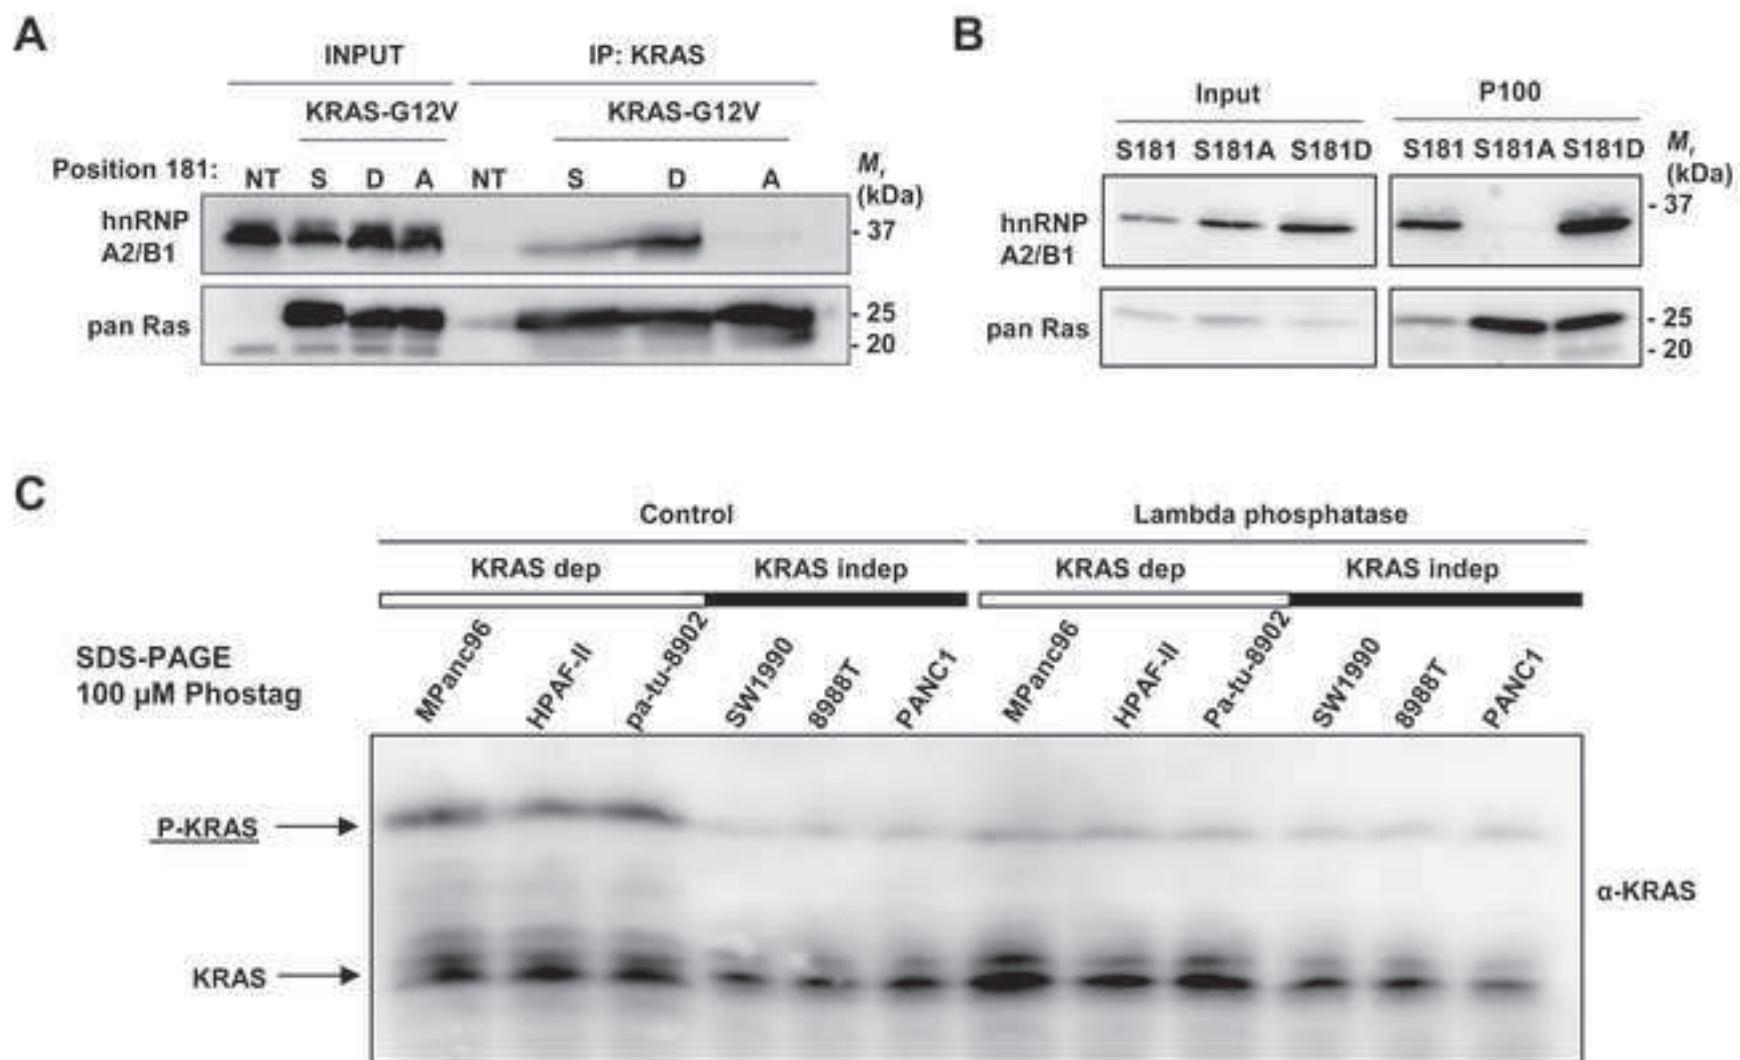 A
INPUT IP: KRAS
KRAS-G12V KRAS-G12V
Position 181: NT S D A NT S D A Mr (kDa)
hnRNP A2/B1
- 37
pan Ras
- 25
- 20
B
Input P100
S181 S181A S181D S181 S181A S181D Mr (kDa)
hnRNP A2/B1
- 37
pan Ras
- 25
- 20
C
Control Lambda phosphatase
KRAS dep KRAS indep KRAS dep KRAS indep
SDS-PAGE
100 µM Phostag
MPanc96 HPAF-II pa-tu-8902 SW1990 8988T PANC1 MPanc96 HPAF-II Pa-tu-8902 SW1990 8988T PANC1
P-KRAS
α-KRAS
KRAS